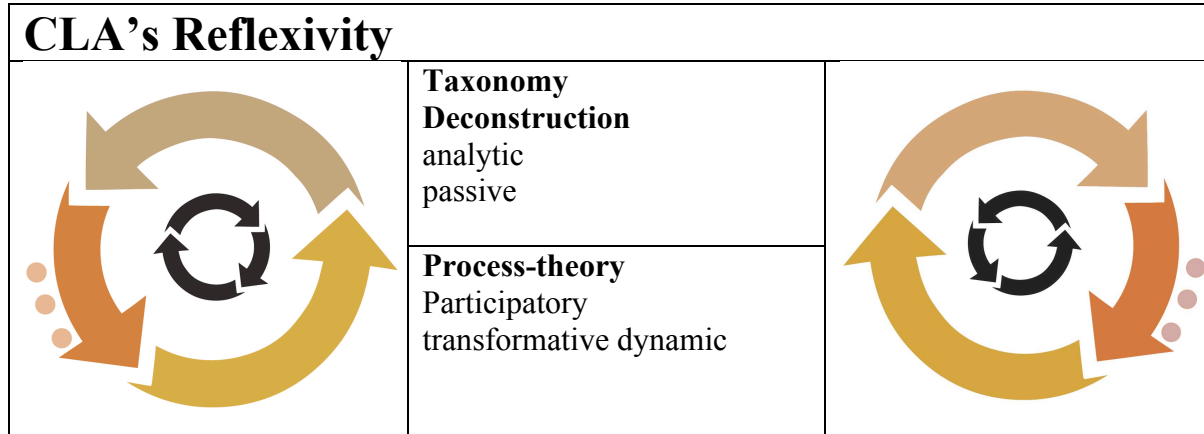 CLA’s Reflexivity
Taxonomy
Deconstruction
analytic
passive
Process-theory
Participatory
transformative dynamic